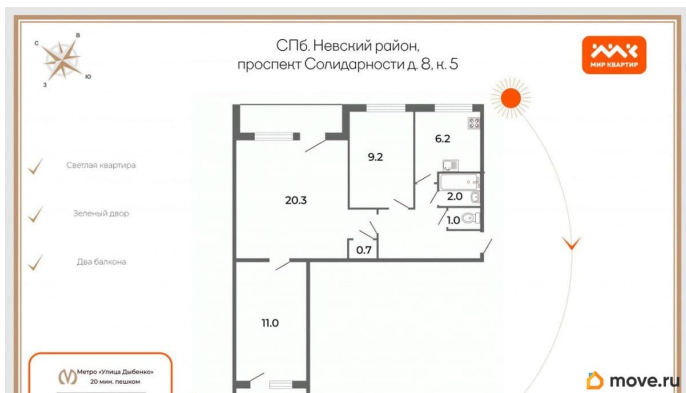 С
В
З
Ю
СПб. Невский район,
проспект Солидарности д. 8, к. 5
МИР КВАРТИР
Светлая квартира
Зеленый двор
Два балкона
6.2
9.2
20.3
2.0
1.0
0.7
11.0
Метро «Улица Дыбенко»
20 мин. пешком
move.ru